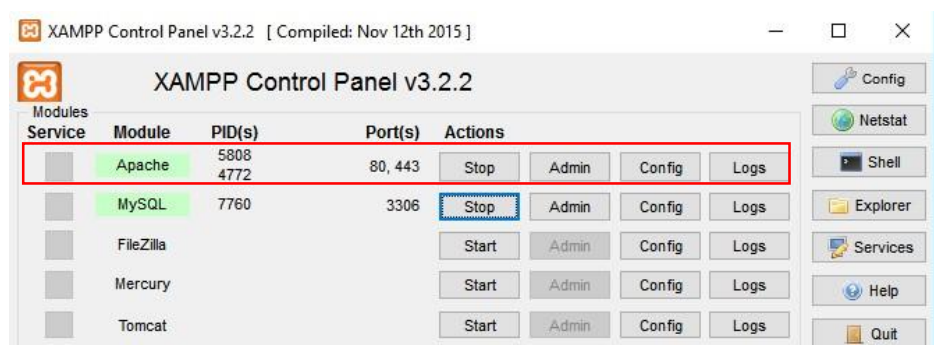 XAMPP Control Panel v3.2.2 [ Compiled: Nov 12th 2015 ]
XAMPP Control Panel v3.2.2
Config
Modules
Service Module PID(s) Port(s) Actions
Netstat
Apache 5808 4772 80, 443 Stop Admin Config Logs
Shell
MySQL 7760 3306 Stop Admin Config Logs
Explorer
FileZilla Start Admin Config Logs
Services
Mercury Start Admin Config Logs
Help
Tomcat Start Admin Config Logs
Quit